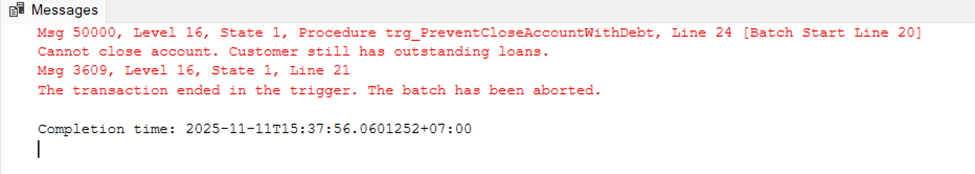 Messages
Msg 50000, Level 16, State 1, Procedure trg_PreventCloseAccountWithDebt, Line 24 [Batch Start Line 20]
Cannot close account. Customer still has outstanding loans.
Msg 3609, Level 16, State 1, Line 21
The transaction ended in the trigger. The batch has been aborted.
Completion time: 2025-11-11T15:37:56.0601252+07:00